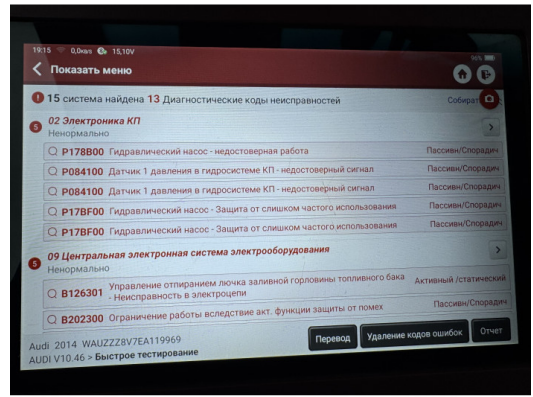 19:15 0,0кв/s 15,10V 96%
Показать меню
15 система найдена 13 Диагностические коды неисправностей Собират
5 02 Электроника КП
Ненормально
P178B00 Гидравлический насос - недостоверная работа Пассивн/Спорадич
P084100 Датчик 1 давления в гидросистеме КП - недостоверный сигнал Пассивн/Спорадич
P084100 Датчик 1 давления в гидросистеме КП - недостоверный сигнал Пассивн/Спорадич
P17BF00 Гидравлический насос - Защита от слишком частого использования Пассивн/Спорадич
P17BF00 Гидравлический насос - Защита от слишком частого использования Пассивн/Спорадич
5 09 Центральная электронная система электрооборудования
Ненормально
B126301 Управление отпиранием лючка заливной горловины топливного бака - Активный /статический
- Неисправность в электроцепи
B202300 Ограничение работы вследствие акт. функции защиты от помех Пассивн/Спорадич
Audi 2014 WAUZZZ8V7EA119969 Перевод Удаление кодов ошибок Отчет
AUDI V10.46 > Быстрое тестирование